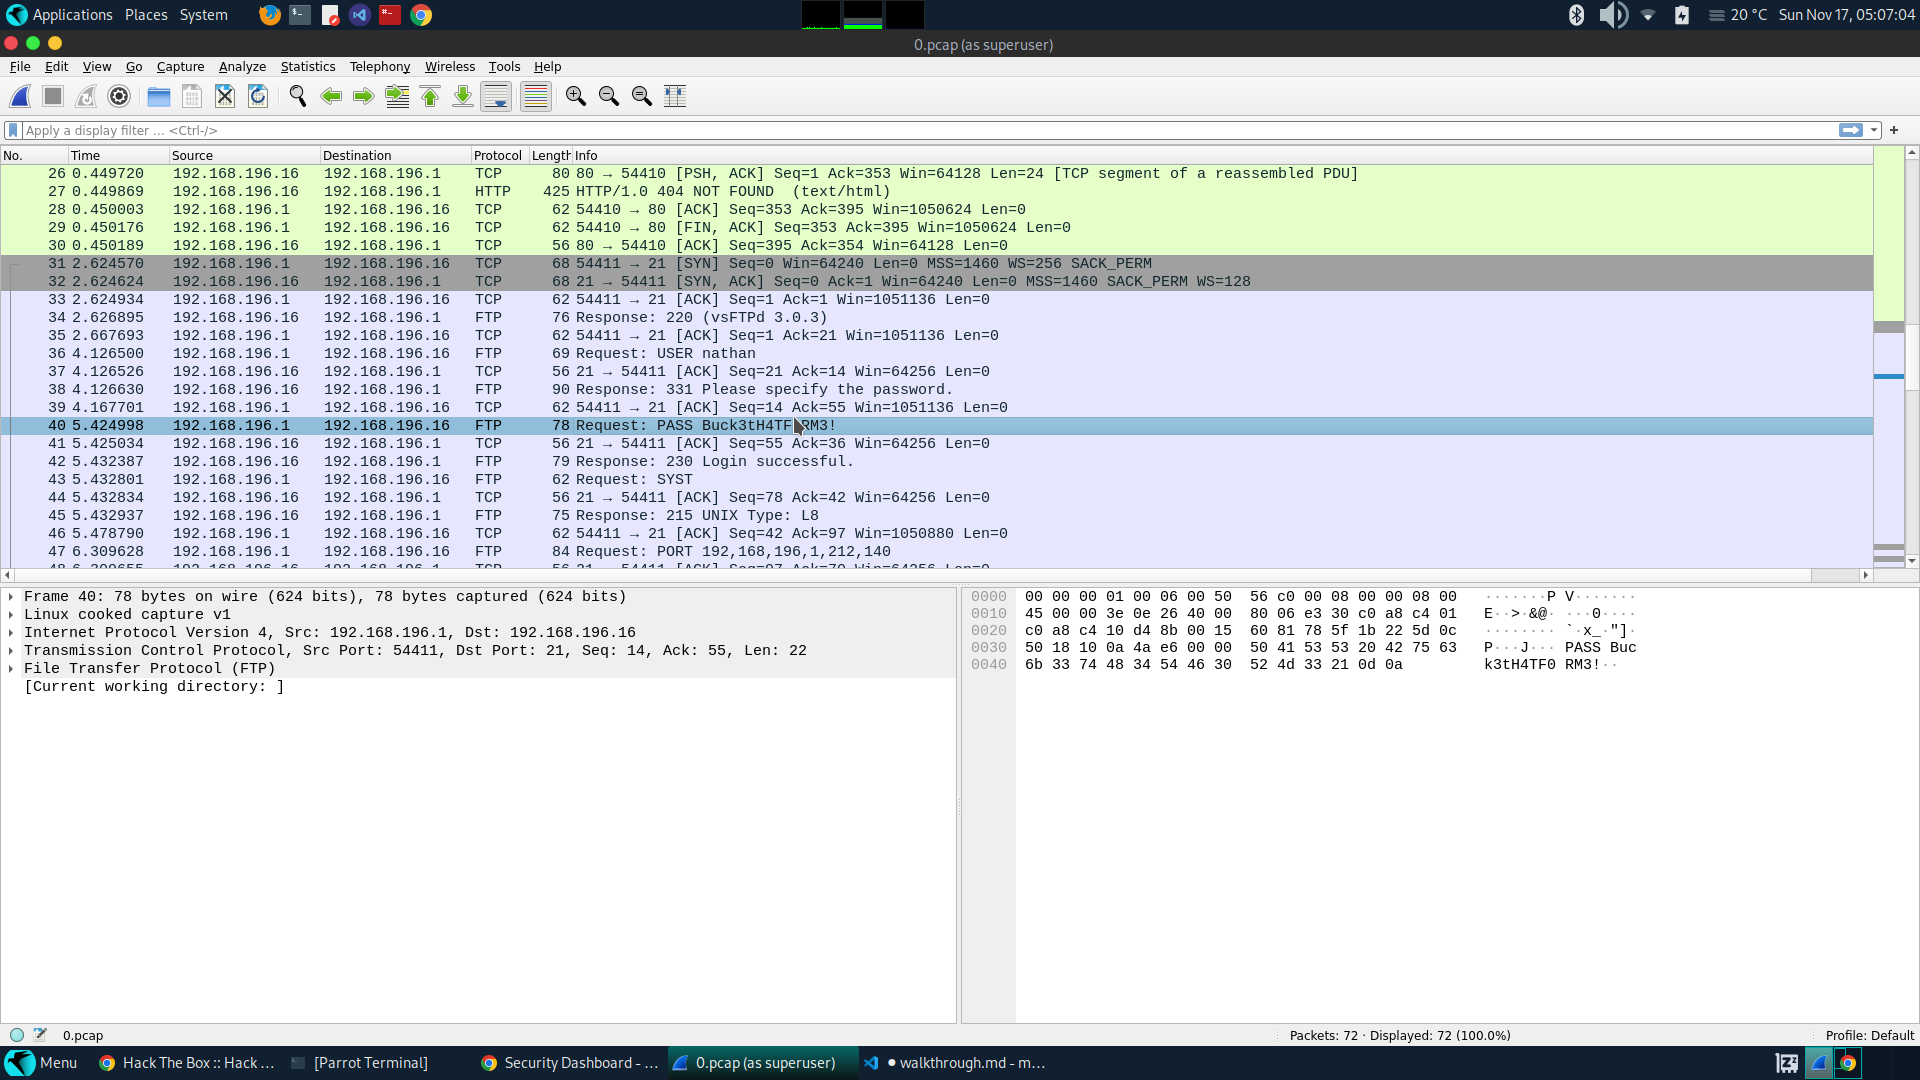 Applications Places System 20 °C Sun Nov 17, 05:07:04
0.pcap (as superuser)
File Edit View Go Capture Analyze Statistics Telephony Wireless Tools Help
Apply a display filter ... <Ctrl-/>
No. Time Source Destination Protocol Length Info
26 0.449720 192.168.196.16 192.168.196.1 TCP 80 80 → 54410 [PSH, ACK] Seq=1 Ack=353 Win=64128 Len=24 [TCP segment of a reassembled PDU]
27 0.449869 192.168.196.16 192.168.196.1 HTTP 425 HTTP/1.0 404 NOT FOUND (text/html)
28 0.450003 192.168.196.1 192.168.196.16 TCP 62 54410 → 80 [ACK] Seq=353 Ack=395 Win=1050624 Len=0
29 0.450176 192.168.196.1 192.168.196.16 TCP 62 54410 → 80 [FIN, ACK] Seq=353 Ack=395 Win=1050624 Len=0
30 0.450189 192.168.196.16 192.168.196.1 TCP 56 80 → 54410 [ACK] Seq=395 Ack=354 Win=64128 Len=0
31 2.624570 192.168.196.1 192.168.196.16 TCP 68 54411 → 21 [SYN] Seq=0 Win=64240 Len=0 MSS=1460 WS=256 SACK_PERM
32 2.624624 192.168.196.16 192.168.196.1 TCP 68 21 → 54411 [SYN, ACK] Seq=0 Ack=1 Win=64240 Len=0 MSS=1460 SACK_PERM WS=128
33 2.624934 192.168.196.1 192.168.196.16 TCP 62 54411 → 21 [ACK] Seq=1 Ack=1 Win=1051136 Len=0
34 2.626895 192.168.196.16 192.168.196.1 FTP 76 Response: 220 (vsFTPd 3.0.3)
35 2.667693 192.168.196.1 192.168.196.16 TCP 62 54411 → 21 [ACK] Seq=1 Ack=21 Win=1051136 Len=0
36 4.126500 192.168.196.1 192.168.196.16 FTP 69 Request: USER nathan
37 4.126526 192.168.196.16 192.168.196.1 TCP 56 21 → 54411 [ACK] Seq=21 Ack=14 Win=64256 Len=0
38 4.126630 192.168.196.16 192.168.196.1 FTP 90 Response: 331 Please specify the password.
39 4.167701 192.168.196.1 192.168.196.16 TCP 62 54411 → 21 [ACK] Seq=14 Ack=55 Win=1051136 Len=0
40 5.424998 192.168.196.1 192.168.196.16 FTP 78 Request: PASS Buck3tH4TF0RM3!
41 5.425034 192.168.196.16 192.168.196.1 TCP 56 21 → 54411 [ACK] Seq=55 Ack=36 Win=64256 Len=0
42 5.432387 192.168.196.16 192.168.196.1 FTP 79 Response: 230 Login successful.
43 5.432801 192.168.196.1 192.168.196.16 FTP 62 Request: SYST
44 5.432834 192.168.196.16 192.168.196.1 TCP 56 21 → 54411 [ACK] Seq=78 Ack=42 Win=64256 Len=0
45 5.432937 192.168.196.16 192.168.196.1 FTP 75 Response: 215 UNIX Type: L8
46 5.478790 192.168.196.1 192.168.196.16 TCP 62 54411 → 21 [ACK] Seq=42 Ack=97 Win=1050880 Len=0
47 6.309628 192.168.196.1 192.168.196.16 FTP 84 Request: PORT 192,168,196,1,212,140
Frame 40: 78 bytes on wire (624 bits), 78 bytes captured (624 bits)
Linux cooked capture v1
Internet Protocol Version 4, Src: 192.168.196.1, Dst: 192.168.196.16
Transmission Control Protocol, Src Port: 54411, Dst Port: 21, Seq: 14, Ack: 55, Len: 22
File Transfer Protocol (FTP)
[Current working directory: ]
0000 00 00 00 01 00 06 00 50 56 c0 00 08 00 00 08 00 ·······P V·······
0010 45 00 00 3e 0e 26 40 00 80 06 e3 30 c0 a8 c4 01 E··>·&@· ···0····
0020 c0 a8 c4 10 d4 8b 00 15 60 81 78 5f 1b 22 5d 0c ········ `·x_·"]·
0030 50 18 10 0a 4a e6 00 00 50 41 53 53 20 42 75 63 P···J··· PASS Buc
0040 6b 33 74 48 34 54 46 30 52 4d 33 21 0d 0a k3tH4TF0 RM3!··
0.pcap Packets: 72 · Displayed: 72 (100.0%) Profile: Default
Menu Hack The Box :: Hack ... [Parrot Terminal] Security Dashboard - ... 0.pcap (as superuser) ● walkthrough.md - m...